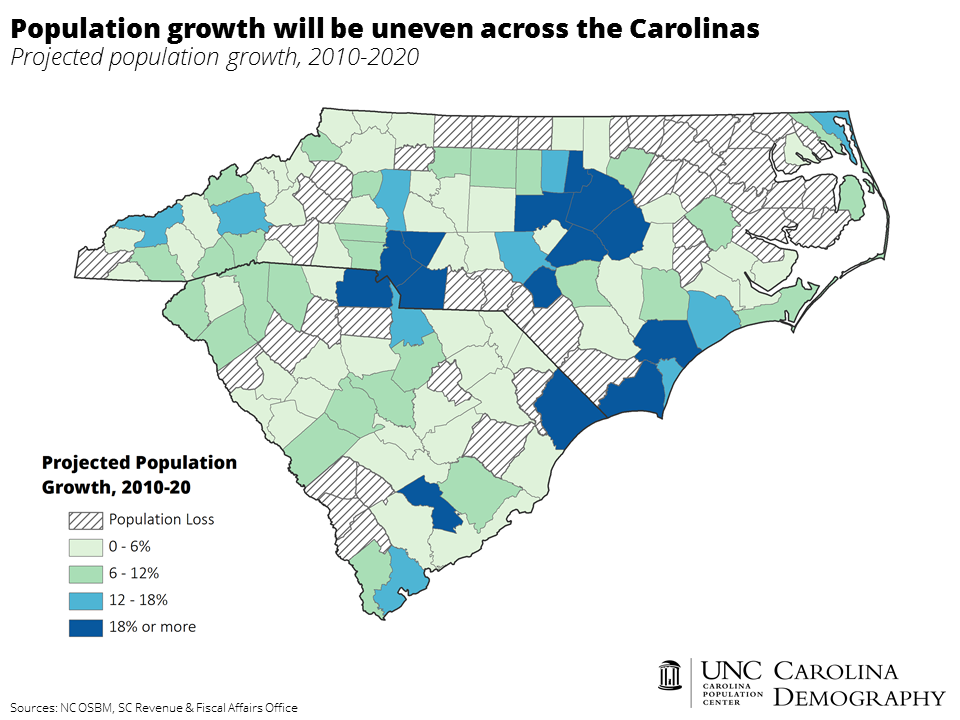 Population growth will be uneven across the Carolinas
Projected population growth, 2010-2020
Projected Population
Growth, 2010-20
Population Loss
0 - 6%
6 - 12%
12 - 18%
18% or more
UNC
CAROLINA
POPULATION
CENTER
CAROLINA
DEMOGRAPHY
Sources: NC OSBM, SC Revenue & Fiscal Affairs Office